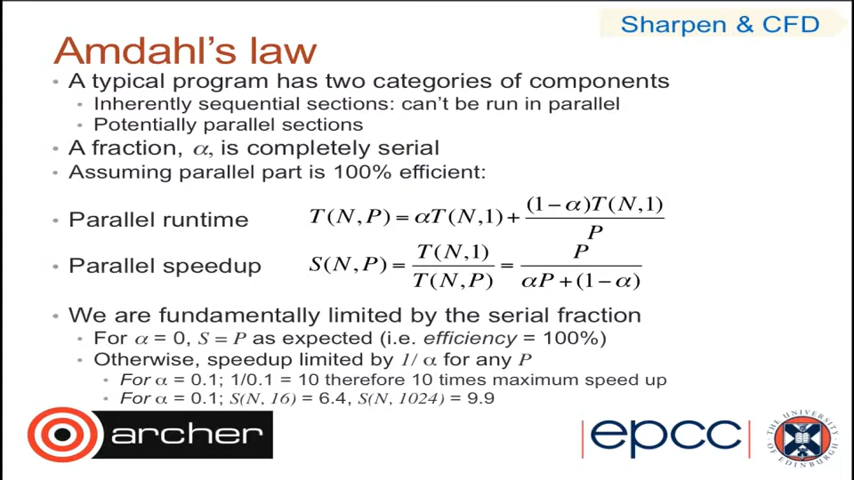 Sharpen & CFD
Amdahl's law
• A typical program has two categories of components
• Inherently sequential sections: can't be run in parallel
• Potentially parallel sections
• A fraction, α, is completely serial
• Assuming parallel part is 100% efficient:
• Parallel runtime T(N,P) = αT(N,1) + (1−α)T(N,1) / P
• Parallel speedup S(N,P) = T(N,1) / T(N,P) = P / αP + (1−α)
• We are fundamentally limited by the serial fraction
• For α = 0, S = P as expected (i.e. efficiency = 100%)
• Otherwise, speedup limited by 1/ α for any P
• For α = 0.1; 1/0.1 = 10 therefore 10 times maximum speed up
• For α = 0.1; S(N, 16) = 6.4, S(N, 1024) = 9.9
archer
|epcc|
THE UNIVERSITY OF EDINBURGH